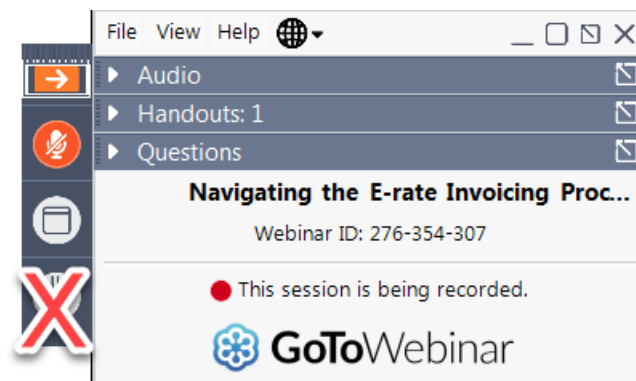 File View Help
Audio
Handouts: 1
Questions
Navigating the E-rate Invoicing Proc...
Webinar ID: 276-354-307
This session is being recorded.
GoToWebinar